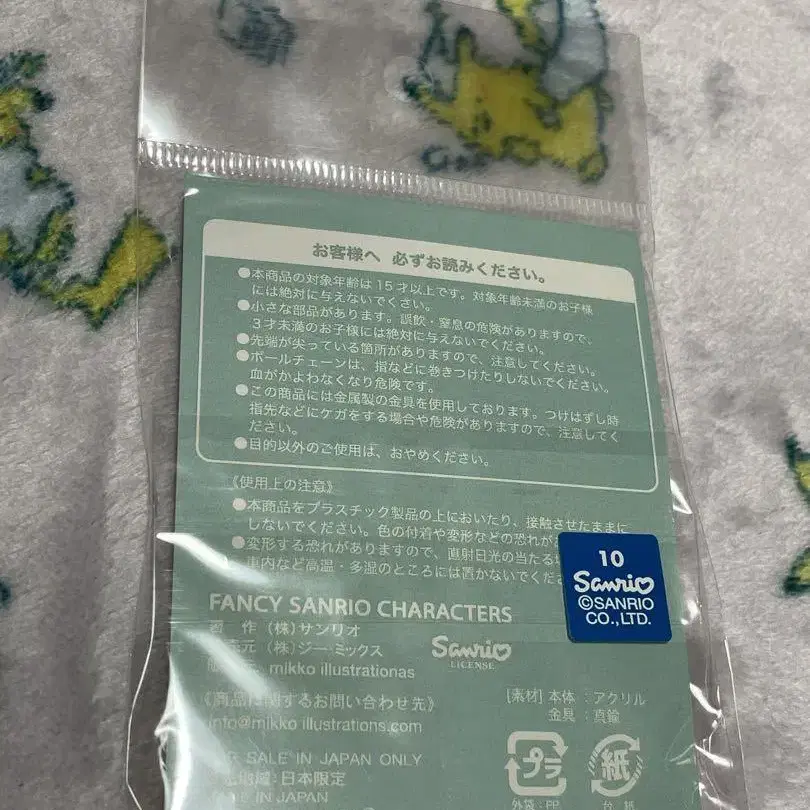 お客様へ 必ずお読みください。
●本商品の対象年齢は15才以上です。対象年齢未満のお子様
には絶対に与えないでください。
●小さな部品があります。誤飲・窒息の危険がありますので、
3才未満のお子様には絶対に与えないでください。
●先端が尖っている箇所がありますので、注意してください。
●ボールチェーンは、指などに巻きつけたりしないでください。
血がかよわなくなり危険です。
●この商品には金属製の金具を使用しております。つけはずし時
指先などにケガをする場合や危険がありますので、注意してく
ださい。
●目的以外のご使用は、おやめください。
《使用上の注意》
●本商品をプラスチック製品の上においたり、接触させたままに
しないでください。色の付着や変形などの恐れが
●変形する恐れがありますので、直射日光の当たる
車内など高温・多湿のところには置かないでくださ
10
Sanrio
©SANRIO
CO.,LTD.
FANCY SANRIO CHARACTERS
著 作 (株)サンリオ
元 (株)ジー・ミックス
mikko illustrationas
Sanrio
LICENSE
《商品に関するお問い合わせ先》
info@mikko illustrations.com
SALE IN JAPAN ONLY
地域:日本限定
IN JAPAN
[素材] 本体:アクリル
金具:真鍮
プラ
外袋:PP
紙
台紙